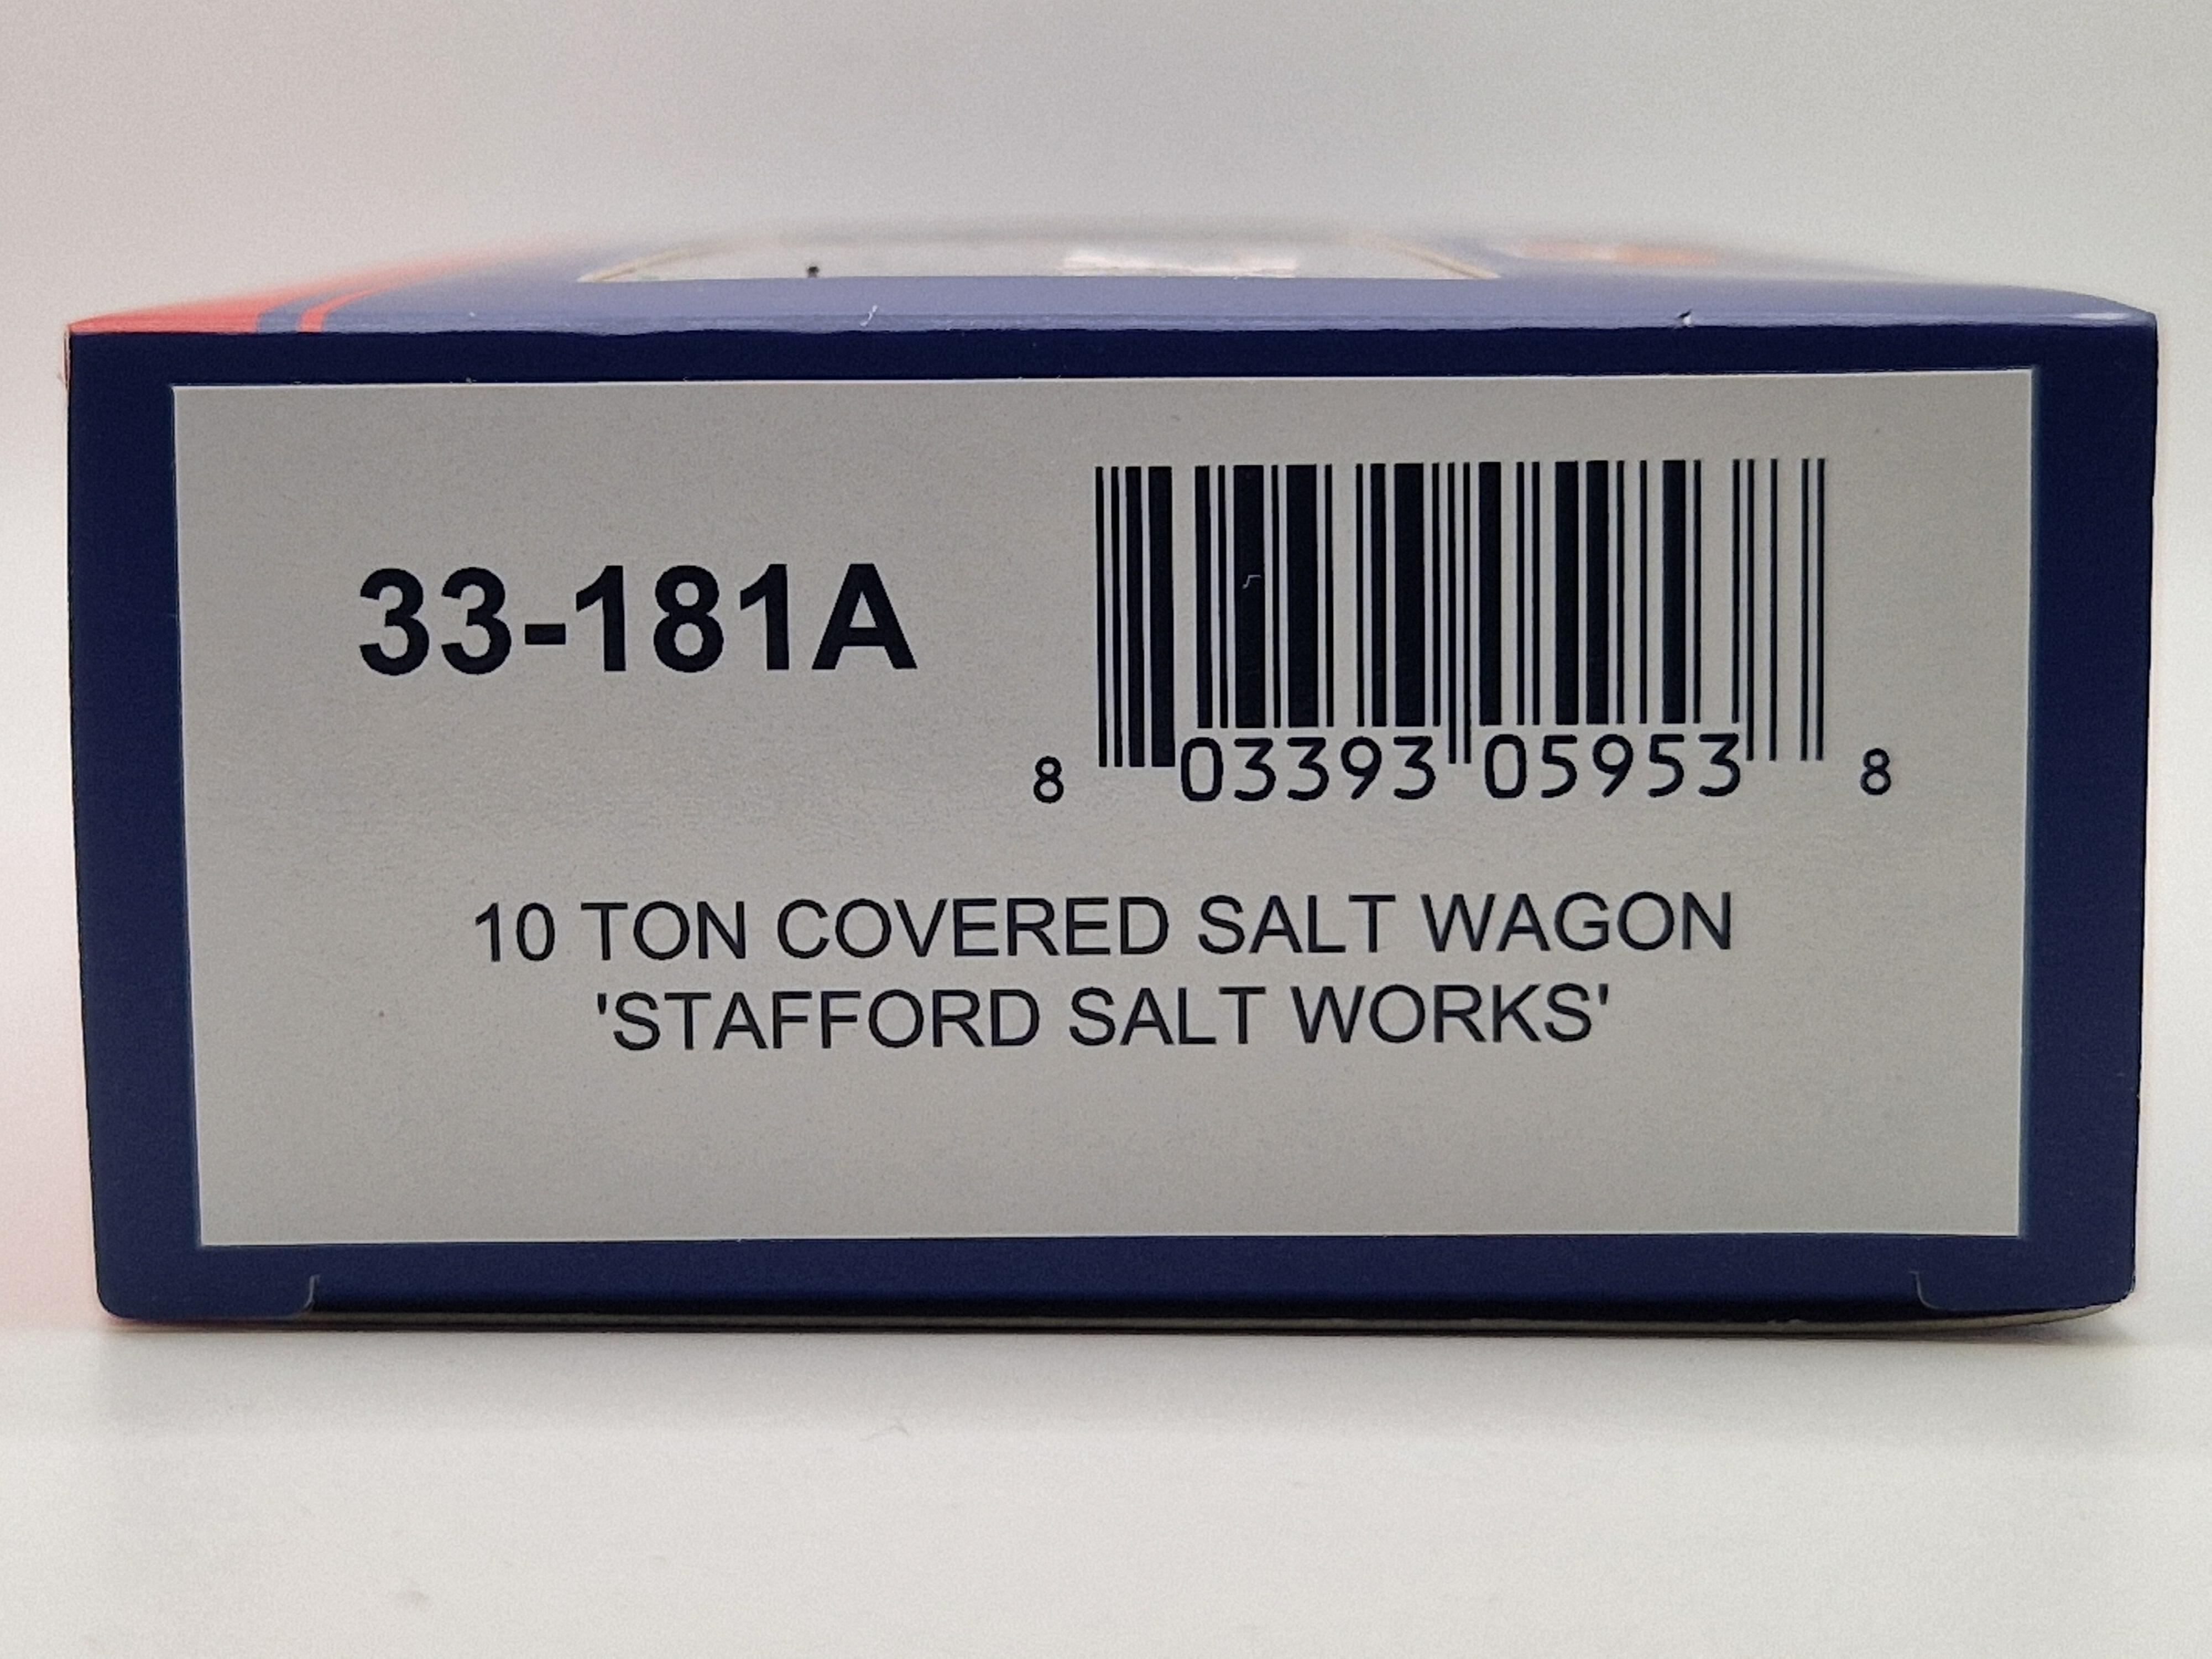 33-181A
8 03393 05953 8
10 TON COVERED SALT WAGON
'STAFFORD SALT WORKS'